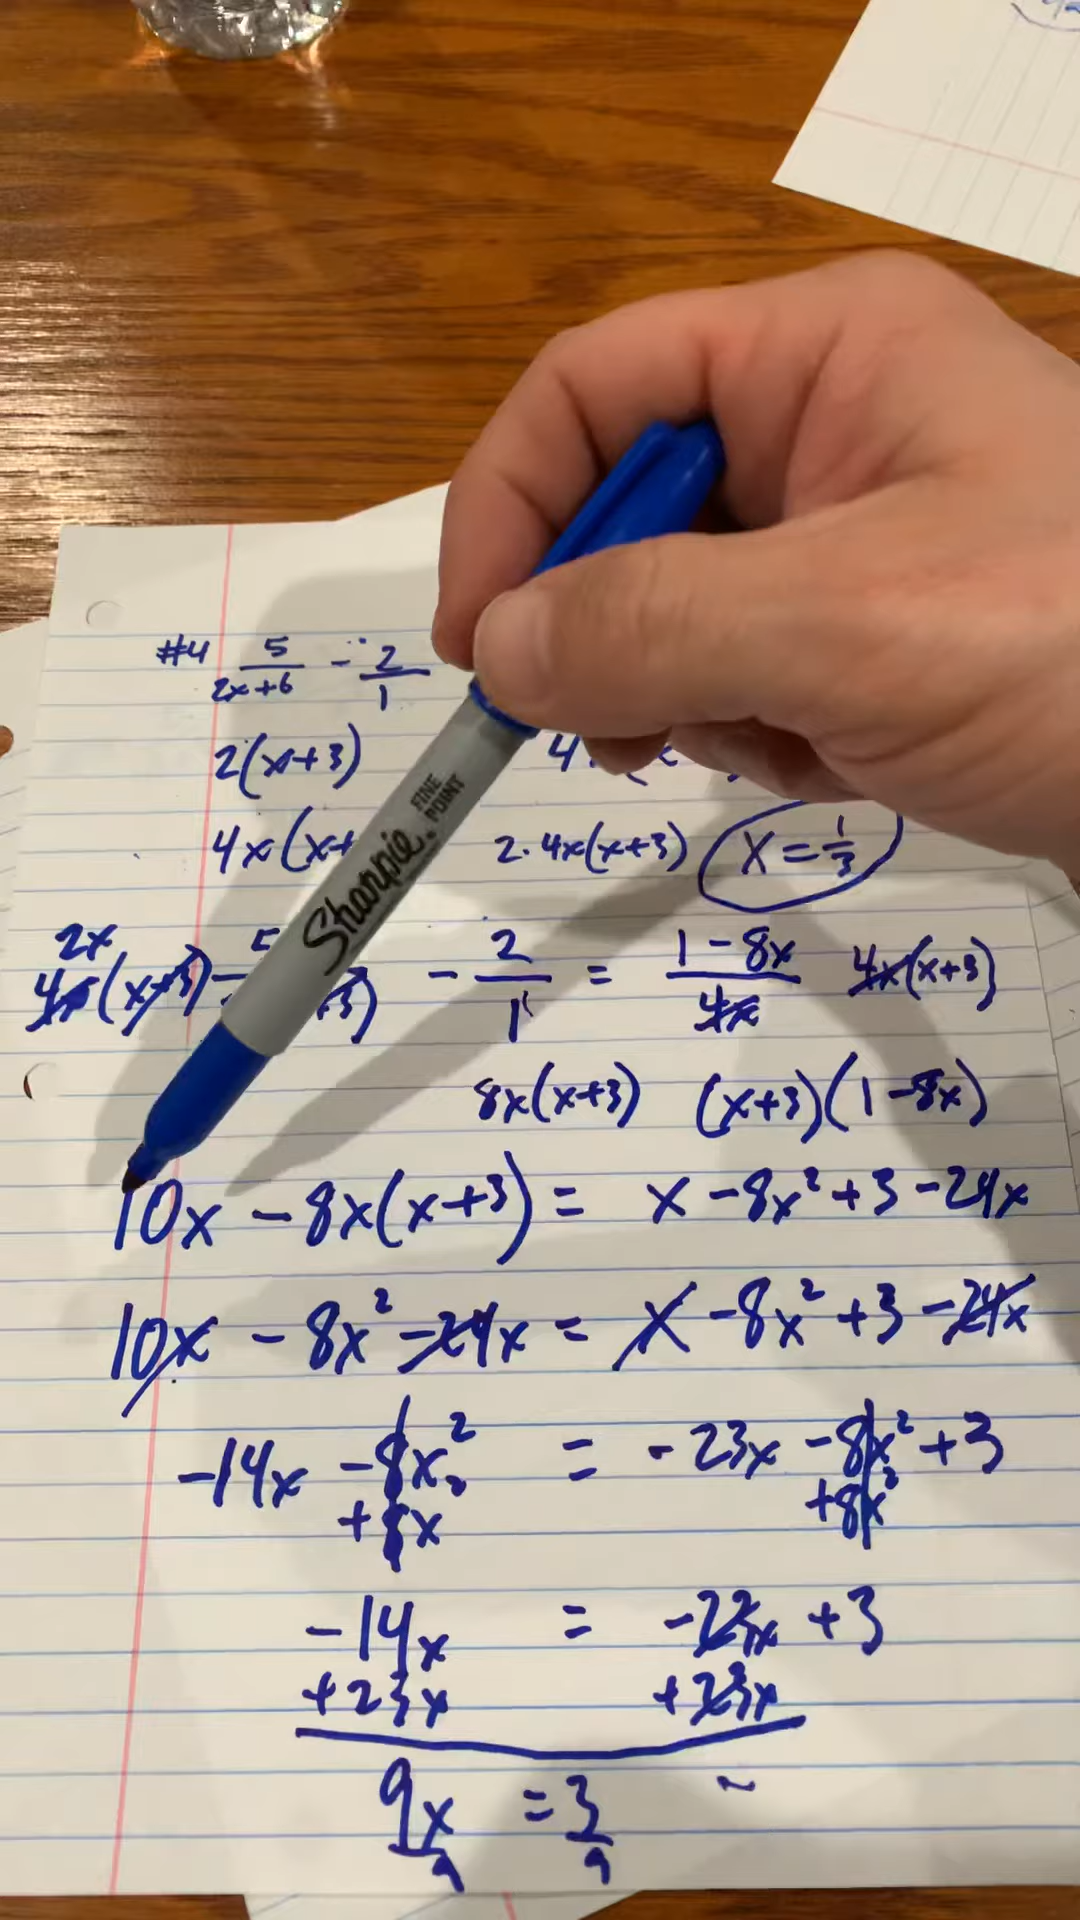 #4 5/(2x+6) - 2/1
2(x+3)
4x(x+ 2·4x(x+3) x = 1/3
2x
4x(x+3) 5 - 2/1 = (1-8x)/4x 4x(x+3)
8x(x+3) (x+3)(1-8x)
10x - 8x(x+3) = x - 8x² + 3 - 24x
10x - 8x² - 24x = x - 8x² + 3 - 24x
-14x - 8x² = -23x - 8x² + 3
+8x +8x²
-14x = -23x + 3
+23x +23x
9x = 3
9 9
Sharpie.
FINE
POINT